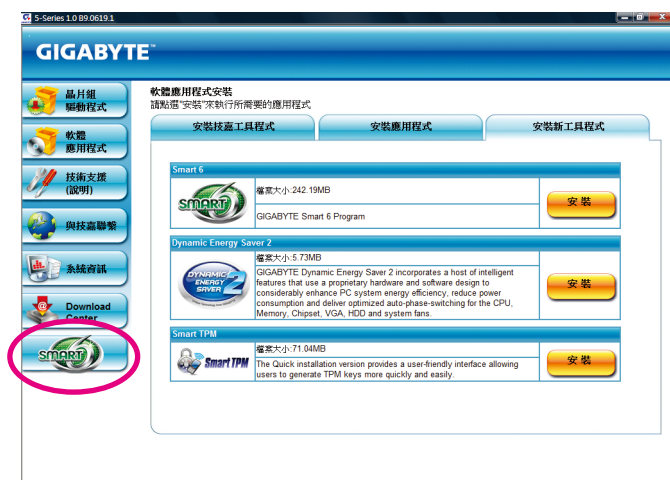 5-Series 1.0 B9.0619.1
GIGABYTE™
晶片組
驅動程式
軟體
應用程式
技術支援
(說明)
與技嘉聯繫
系統資訊
Download
Center
SMART6
軟體應用程式安裝
請點選"安裝"來執行所需要的應用程式
安裝技嘉工具程式
安裝應用程式
安裝新工具程式
Smart 6
SMART6
檔案大小:242.19MB
GIGABYTE Smart 6 Program
安裝
Dynamic Energy Saver 2
DYNAMIC
ENERGY
SAVER
2
檔案大小:5.73MB
GIGABYTE Dynamic Energy Saver 2 incorporates a host of intelligent
features that use a proprietary hardware and software design to
considerably enhance PC system energy efficiency, reduce power
consumption and deliver optimized auto-phase-switching for the CPU,
Memory, Chipset, VGA, HDD and system fans.
安裝
Smart TPM
Smart TPM
檔案大小:71.04MB
The Quick installation version provides a user-friendly interface allowing
users to generate TPM keys more quickly and easily.
安裝